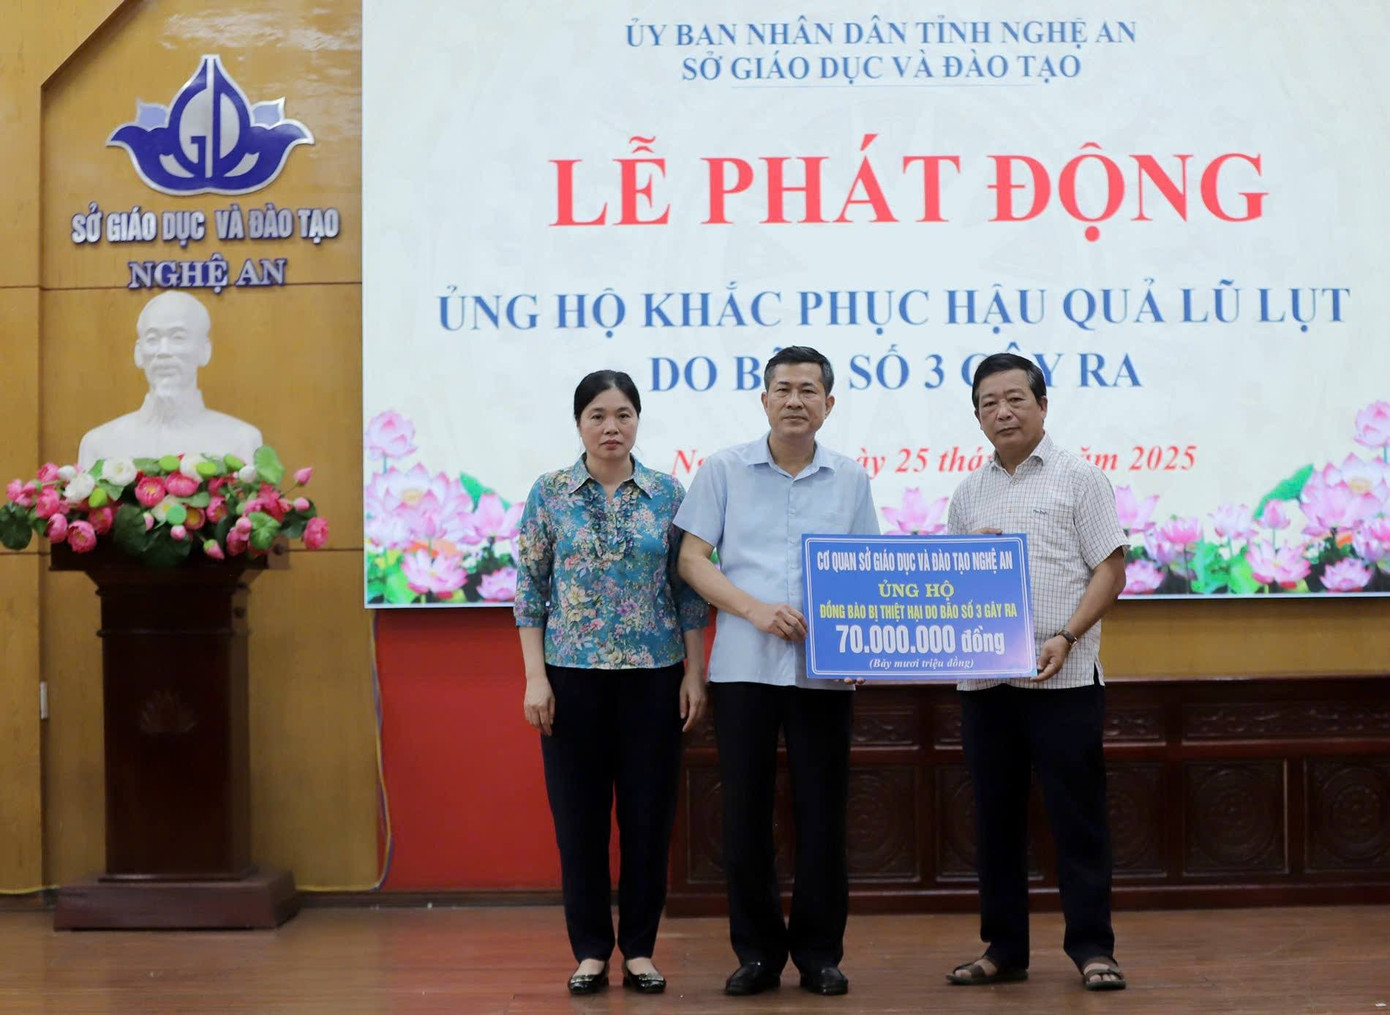 GD
SỞ GIÁO DỤC VÀ ĐÀO TẠO
NGHỆ AN
ỦY BAN NHÂN DÂN TỈNH NGHỆ AN
SỞ GIÁO DỤC VÀ ĐÀO TẠO
LỄ PHÁT ĐỘNG
ỦNG HỘ KHẮC PHỤC HẬU QUẢ LŨ LỤT
DO BÃO SỐ 3 GÂY RA
25 2025
CƠ QUAN SỞ GIÁO DỤC VÀ ĐÀO TẠO NGHỆ AN
ỦNG HỘ
ĐỒNG BÀO BỊ THIỆT HẠI DO BÃO SỐ 3 GÂY RA
70.000.000 đồng
(Bảy mươi triệu đồng)